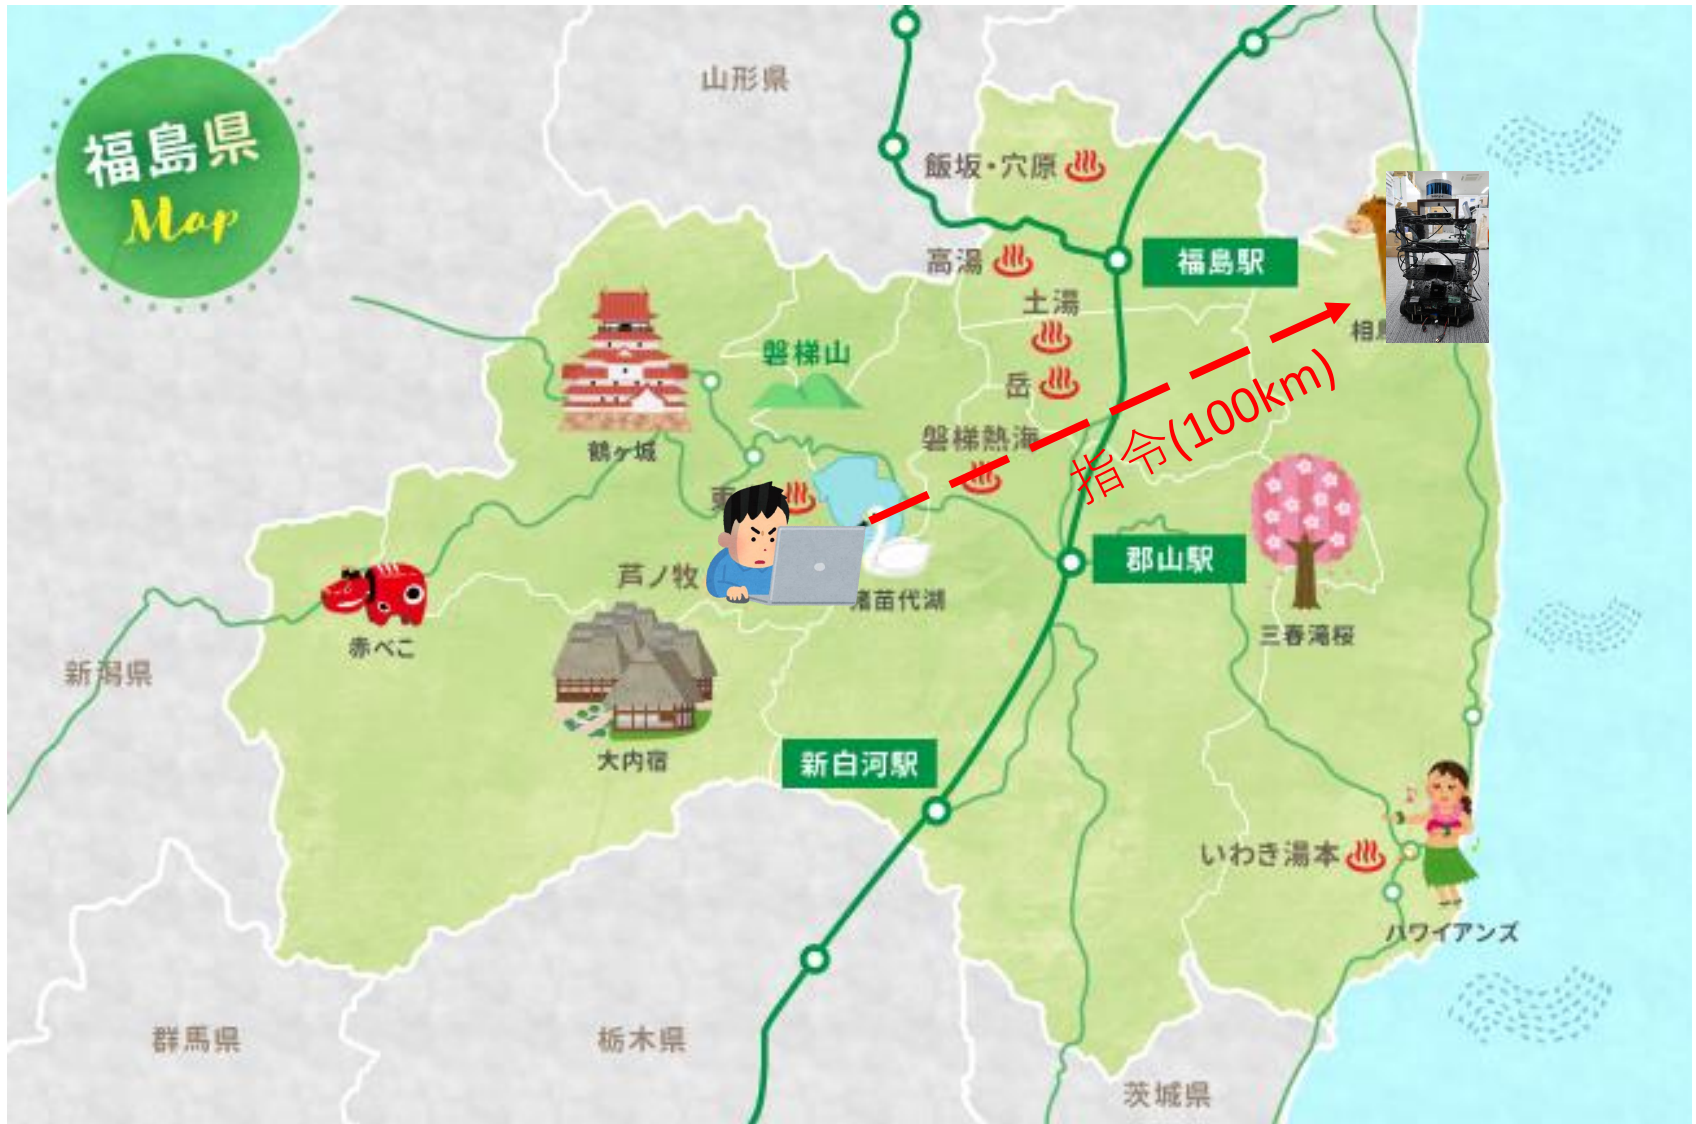 福島県
Map
山形県
飯坂・穴原
高湯
福島駅
土湯
相
磐梯山
岳
指令(100km)
磐梯熱海
鶴ヶ城
東
郡山駅
芦ノ牧
猪苗代湖
三春滝桜
赤べこ
新潟県
大内宿
新白河駅
いわき湯本
ハワイアンズ
群馬県
栃木県
茨城県